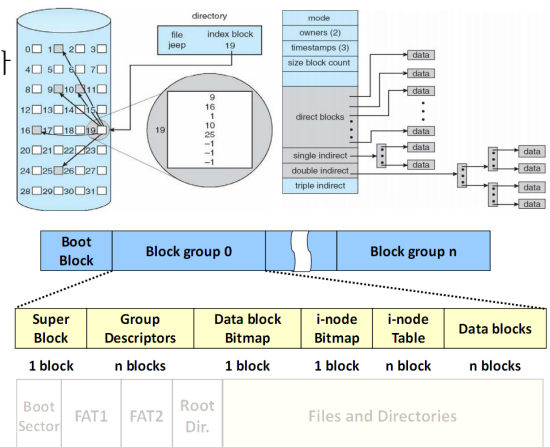 }
directory
file index block
jeep 19
0 1 2 3
4 5 6 7
8 9 10 11
12 13 14 15
16 17 18 19
20 21 22 23
24 25 26 27
28 29 30 31
19
9
16
1
10
25
−1
−1
−1
mode
owners (2)
timestamps (3)
size block count
direct blocks
single indirect
double indirect
triple indirect
data
data
data
data
data
data
data
data
data
data
Boot
Block
Block group 0
Block group n
Super
Block
Group
Descriptors
Data block
Bitmap
i-node
Bitmap
i-node
Table
Data blocks
1 block
n blocks
1 block
1 block
n block
n blocks
Boot
Sector
FAT1
FAT2
Root
Dir.
Files and Directories